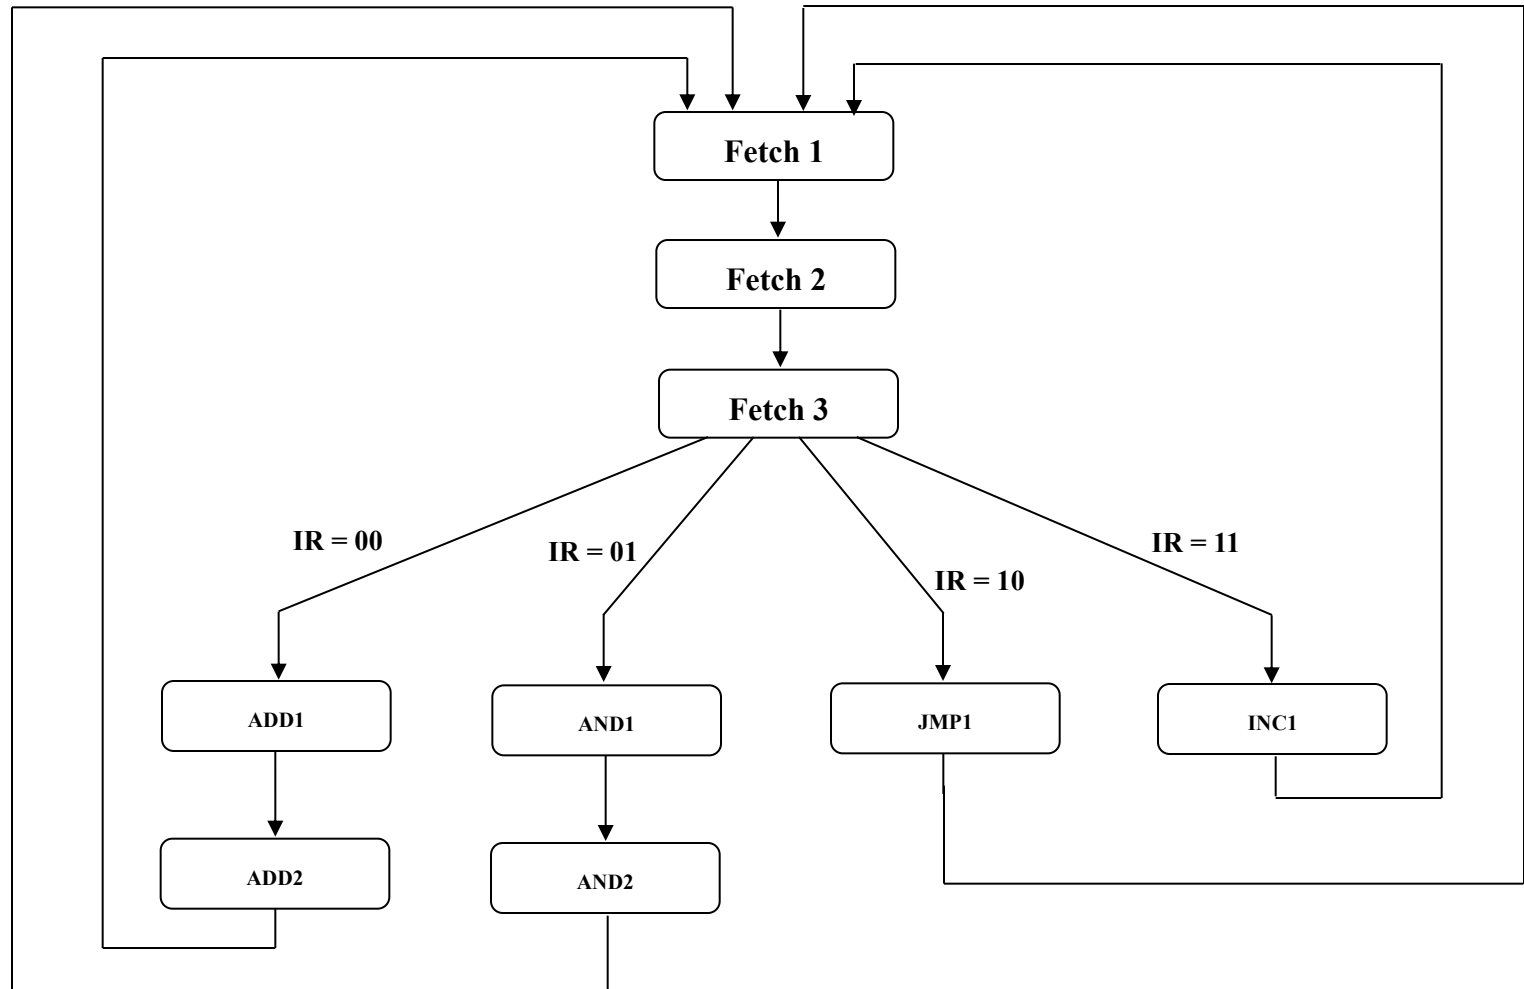 Fetch 1
Fetch 2
Fetch 3
IR = 00
IR = 01
IR = 10
IR = 11
ADD1
AND1
JMP1
INC1
ADD2
AND2